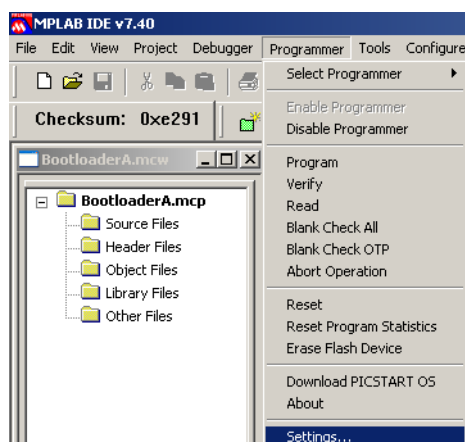 MPLAB IDE v7.40
File Edit View Project Debugger Programmer Tools Configure
Select Programmer
Enable Programmer
Disable Programmer
Checksum: 0xe291
BootloaderA.mcw
Program
Verify
BootloaderA.mcp
Read
Source Files
Blank Check All
Header Files
Blank Check OTP
Object Files
Abort Operation
Library Files
Reset
Other Files
Reset Program Statistics
Erase Flash Device
Download PICSTART OS
About
Settings...